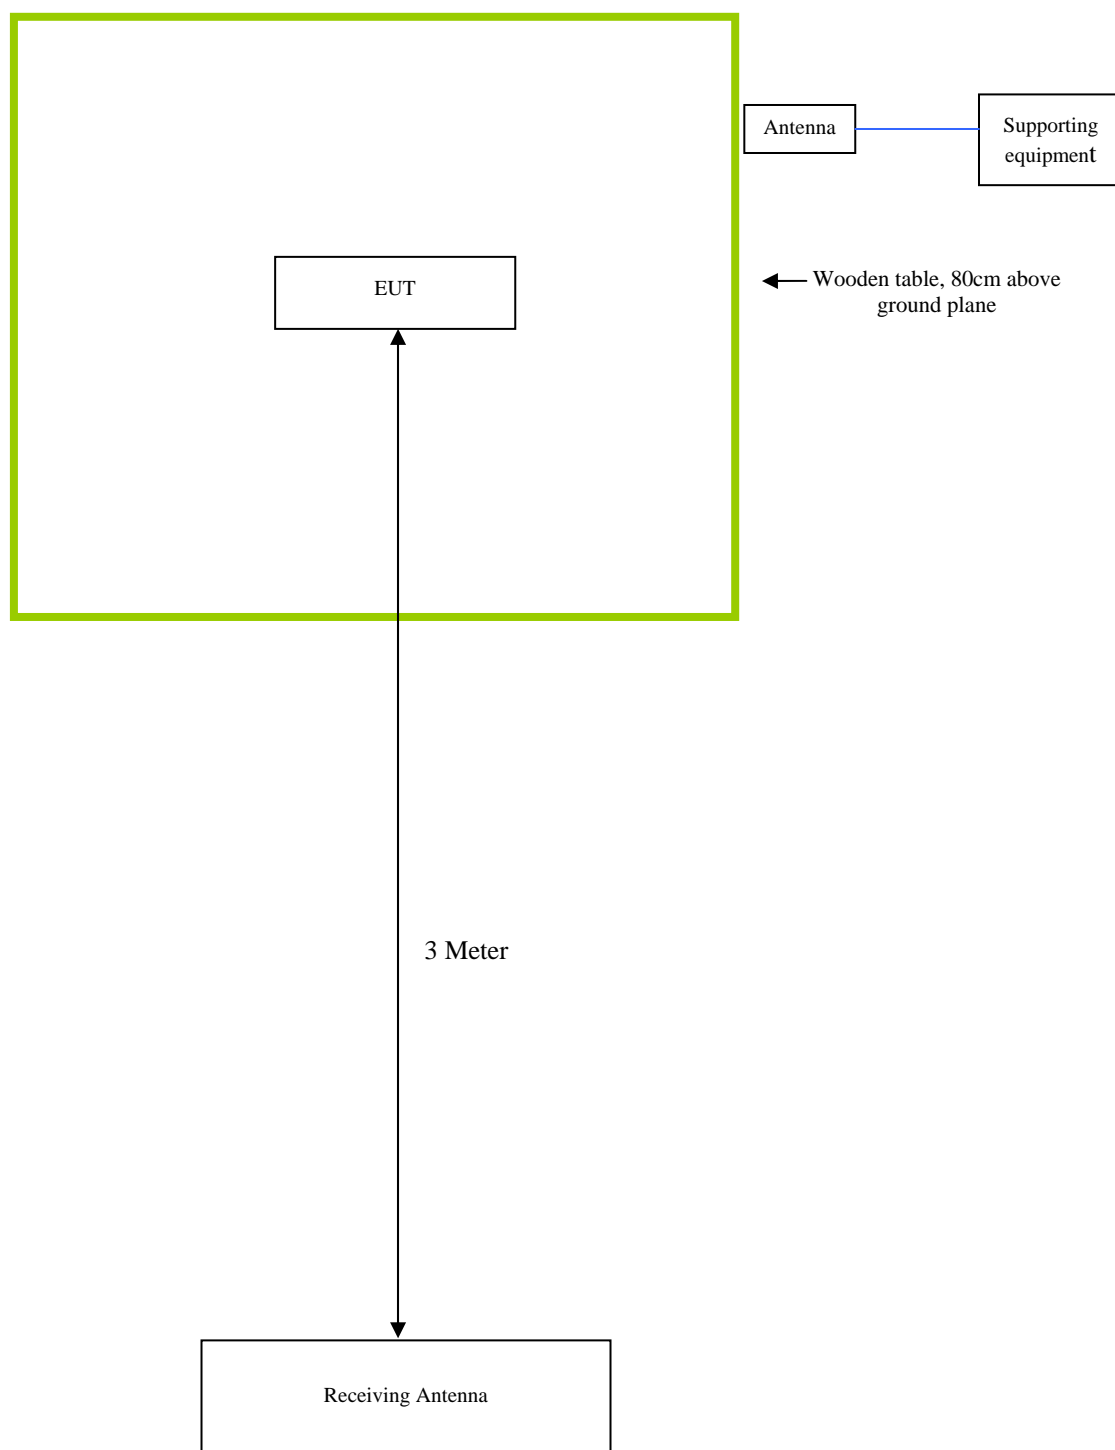 Antenna
Supporting
equipment
EUT
Wooden table, 80cm above
ground plane
3 Meter
Receiving Antenna